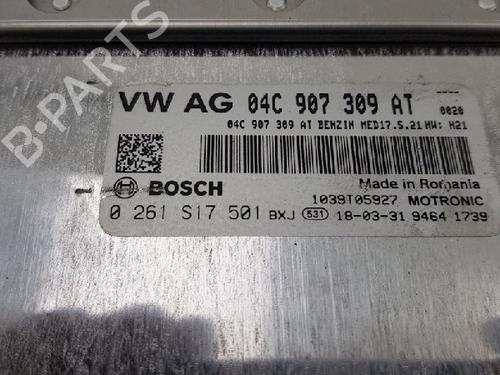 VW AG 04C 907 309 AT 0020
04C 907 309 AT BENZIN MED17.5.21 HW: H21
BOSCH
Made in Romania
1039T05927 MOTRONIC
0 261 S17 501 BXJ 531 18-03-31 9464 1739
B-PARTS